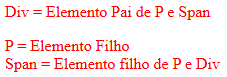 Div = Elemento Pai de P e Span
P = Elemento Filho
Span = Elemento filho de P e Div